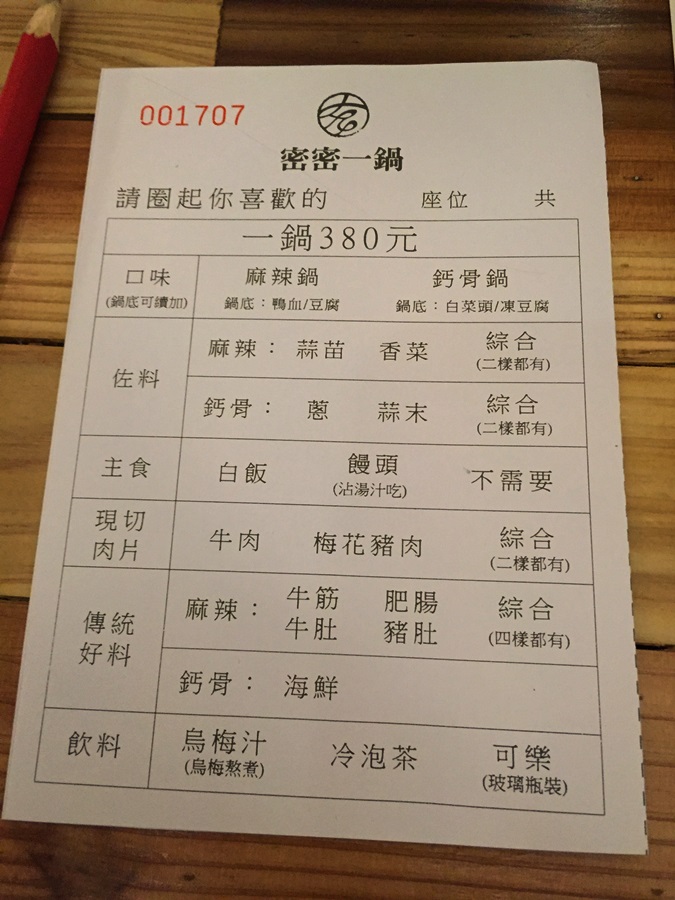 001707
密密一鍋
請圈起你喜歡的 座位 共
一鍋380元
口味 麻辣鍋 鈣骨鍋
(鍋底可續加) 鍋底：鴨血/豆腐 鍋底：白菜頭/凍豆腐
佐料
麻辣： 蒜苗 香菜 綜合
(二樣都有)
鈣骨： 蔥 蒜末 綜合
(二樣都有)
主食 白飯 饅頭 不需要
(沾湯汁吃)
現切
肉片
牛肉 梅花豬肉 綜合
(二樣都有)
傳統
好料
麻辣： 牛筋 肥腸 綜合
牛肚 豬肚 (四樣都有)
鈣骨： 海鮮
飲料 烏梅汁 冷泡茶 可樂
(烏梅熬煮) (玻璃瓶裝)